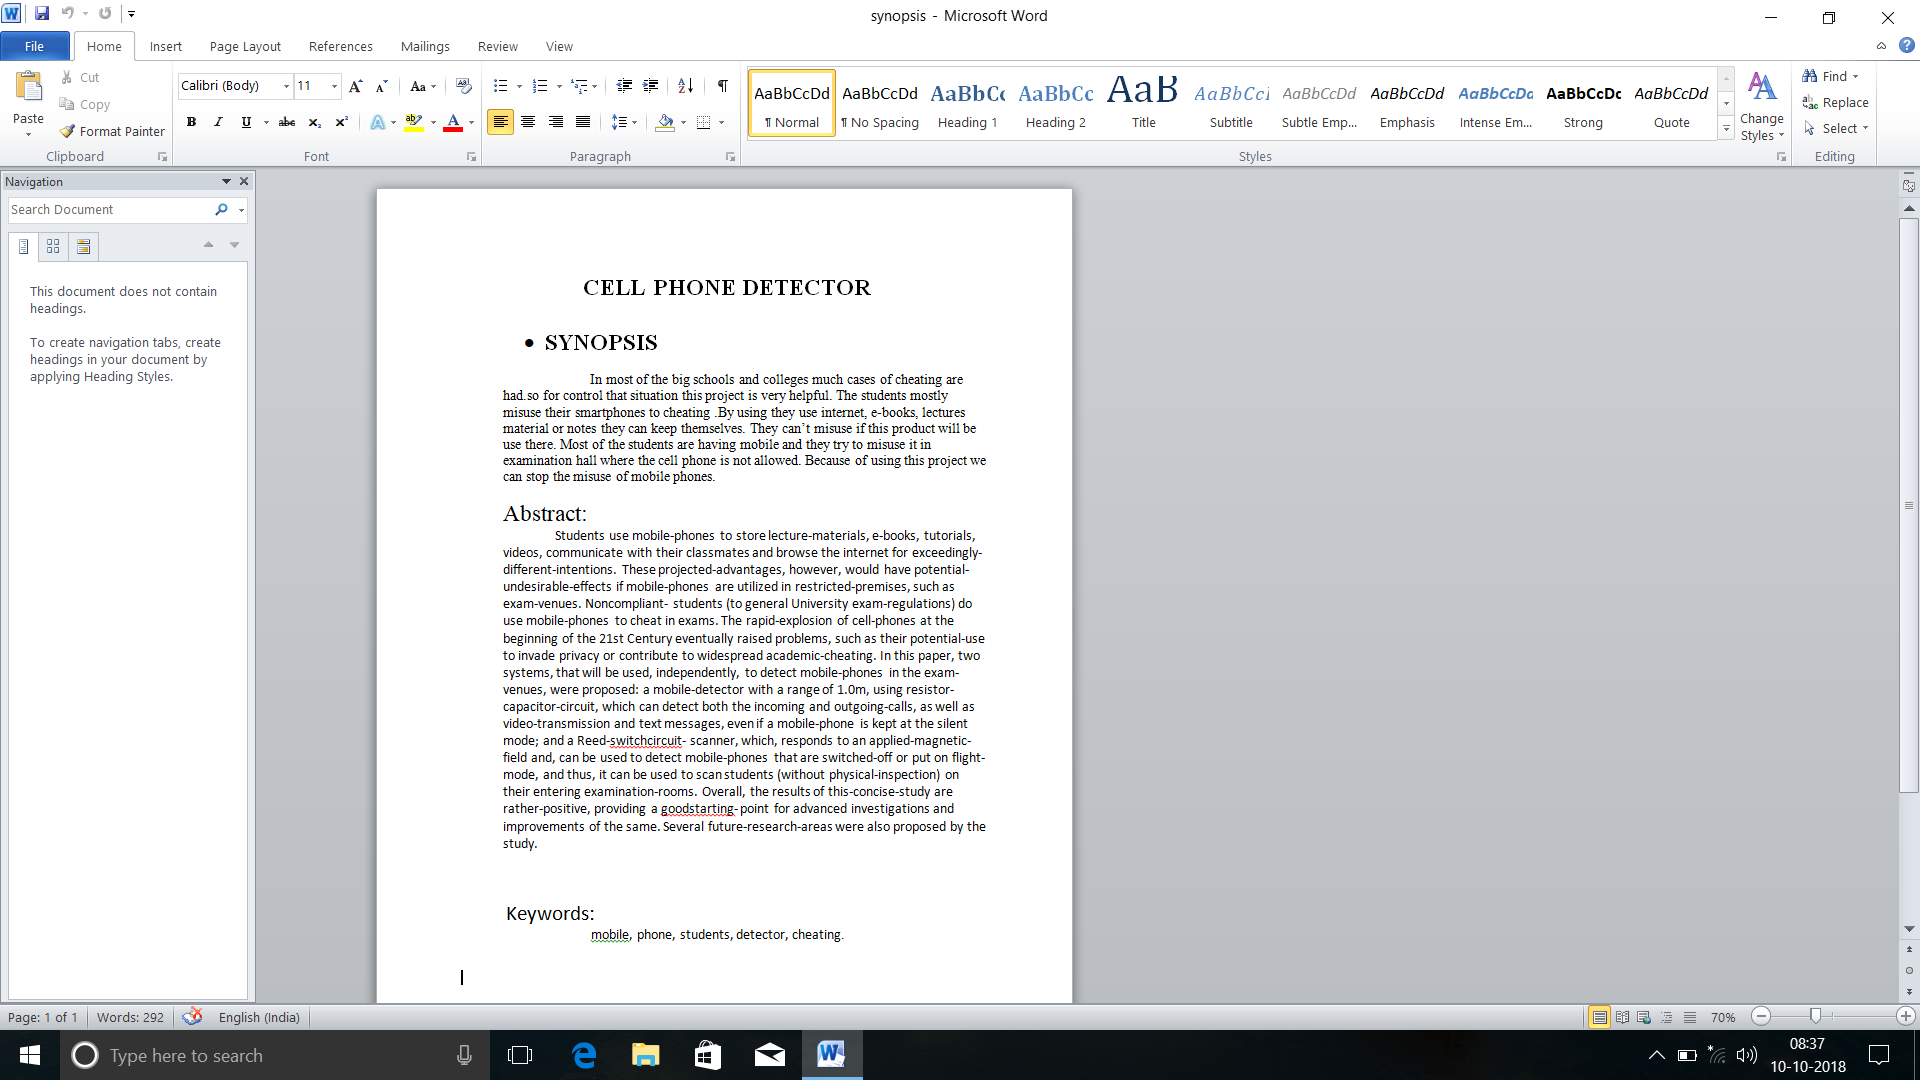 synopsis - Microsoft Word
File Home Insert Page Layout References Mailings Review View
Paste
Cut
Copy
Format Painter
Clipboard
Calibri (Body) 11
Font
Paragraph
AaBbCcDd AaBbCcDd AaBbCc AaBbCc AaB AaBbCcI AaBbCcDd AaBbCcDd AaBbCcDd AaBbCcDc AaBbCcDd
¶ Normal ¶ No Spacing Heading 1 Heading 2 Title Subtitle Subtle Emp... Emphasis Intense Em... Strong Quote
Styles
Change Styles
Find
Replace
Select
Editing
Navigation
Search Document
This document does not contain
headings.
To create navigation tabs, create
headings in your document by
applying Heading Styles.
CELL PHONE DETECTOR
• SYNOPSIS
In most of the big schools and colleges much cases of cheating are
had.so for control that situation this project is very helpful. The students mostly
misuse their smartphones to cheating .By using they use internet, e-books, lectures
material or notes they can keep themselves. They can’t misuse if this product will be
use there. Most of the students are having mobile and they try to misuse it in
examination hall where the cell phone is not allowed. Because of using this project we
can stop the misuse of mobile phones.
Abstract:
Students use mobile-phones to store lecture-materials, e-books, tutorials,
videos, communicate with their classmates and browse the internet for exceedingly-
different-intentions. These projected-advantages, however, would have potential-
undesirable-effects if mobile-phones are utilized in restricted-premises, such as
exam-venues. Noncompliant- students (to general University exam-regulations) do
use mobile-phones to cheat in exams. The rapid-explosion of cell-phones at the
beginning of the 21st Century eventually raised problems, such as their potential-use
to invade privacy or contribute to widespread academic-cheating. In this paper, two
systems, that will be used, independently, to detect mobile-phones in the exam-
venues, were proposed: a mobile-detector with a range of 1.0m, using resistor-
capacitor-circuit, which can detect both the incoming and outgoing-calls, as well as
video-transmission and text messages, even if a mobile-phone is kept at the silent
mode; and a Reed-switchcircuit- scanner, which, responds to an applied-magnetic-
field and, can be used to detect mobile-phones that are switched-off or put on flight-
mode, and thus, it can be used to scan students (without physical-inspection) on
their entering examination-rooms. Overall, the results of this-concise-study are
rather-positive, providing a goodstarting- point for advanced investigations and
improvements of the same. Several future-research-areas were also proposed by the
study.
Keywords:
mobile, phone, students, detector, cheating.
Page: 1 of 1 Words: 292 English (India) 70%
Type here to search
08:37
10-10-2018